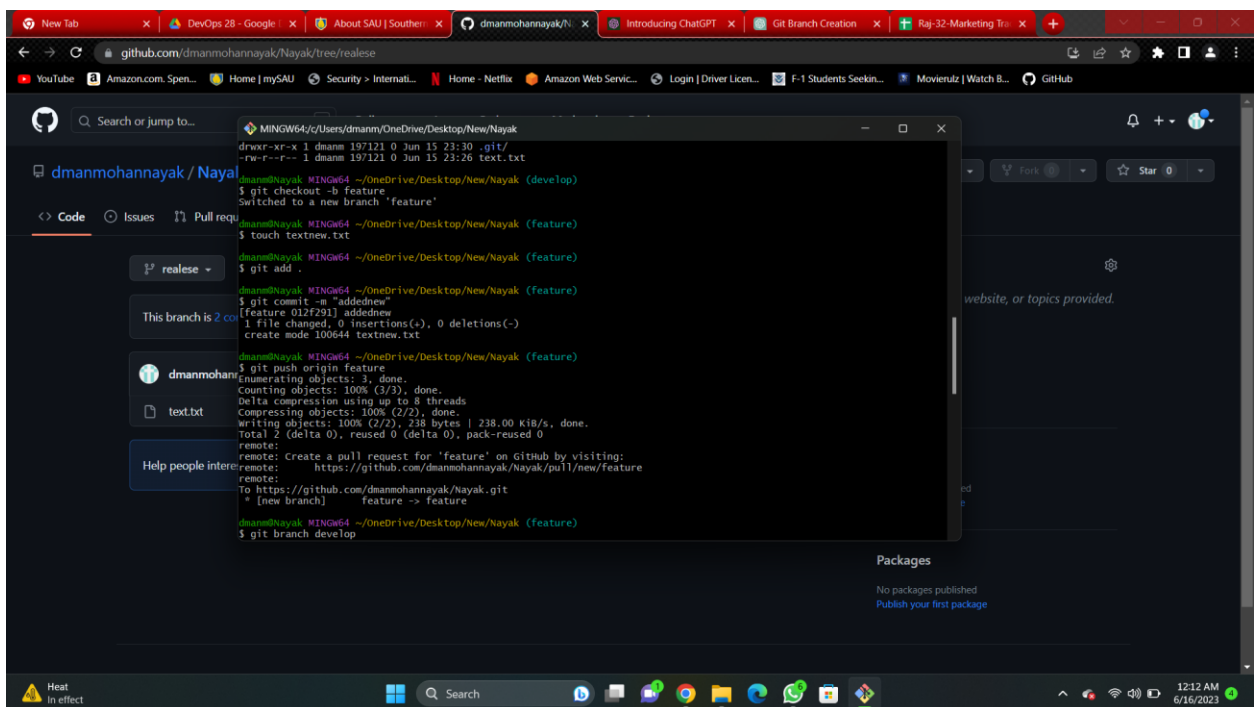 New Tab
DevOps 28 - Google
About SAU | Southern
dmanmohannayak/N
Introducing ChatGPT
Git Branch Creation
Raj-32-Marketing Tra
github.com/dmanmohannayak/Nayak/tree/realese
YouTube
Amazon.com. Spen...
Home | mySAU
Security > Internati...
Home - Netflix
Amazon Web Servic...
Login | Driver Licen...
F-1 Students Seekin...
Movierulz | Watch B...
GitHub
Search or jump to...
dmanmohannayak / Nayak
Fork 0
Star 0
Code
Issues
Pull requ
realese
This branch is 2 co
dmanmohann
text.txt
Help people intere
MINGW64:/c/Users/dmanm/OneDrive/Desktop/New/Nayak
drwxr-xr-x 1 dmanm 197121 0 Jun 15 23:30 .git/
-rw-r--r-- 1 dmanm 197121 0 Jun 15 23:26 text.txt
dmanm@Nayak MINGW64 ~/OneDrive/Desktop/New/Nayak (develop)
$ git checkout -b feature
Switched to a new branch 'feature'
dmanm@Nayak MINGW64 ~/OneDrive/Desktop/New/Nayak (feature)
$ touch textnew.txt
dmanm@Nayak MINGW64 ~/OneDrive/Desktop/New/Nayak (feature)
$ git add .
dmanm@Nayak MINGW64 ~/OneDrive/Desktop/New/Nayak (feature)
$ git commit -m "addednew"
[feature 012f291] addednew
1 file changed, 0 insertions(+), 0 deletions(-)
create mode 100644 textnew.txt
dmanm@Nayak MINGW64 ~/OneDrive/Desktop/New/Nayak (feature)
$ git push origin feature
Enumerating objects: 3, done.
Counting objects: 100% (3/3), done.
Delta compression using up to 8 threads
Compressing objects: 100% (2/2), done.
Writing objects: 100% (2/2), 238 bytes | 238.00 KiB/s, done.
Total 2 (delta 0), reused 0 (delta 0), pack-reused 0
remote:
remote: Create a pull request for 'feature' on GitHub by visiting:
remote: https://github.com/dmanmohannayak/Nayak/pull/new/feature
remote:
To https://github.com/dmanmohannayak/Nayak.git
* [new branch] feature -> feature
dmanm@Nayak MINGW64 ~/OneDrive/Desktop/New/Nayak (feature)
$ git branch develop
website, or topics provided.
Packages
No packages published
Publish your first package
Heat
In effect
Search
12:12 AM
6/16/2023
4